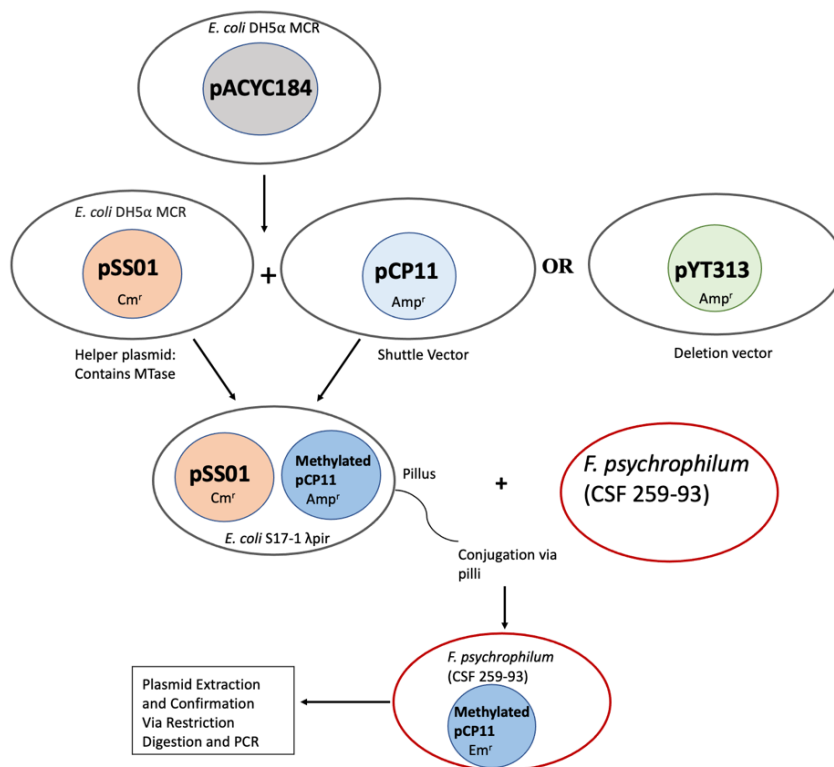 E. coli DH5α MCR
pACYC184
E. coli DH5α MCR
pSS01
Cmʳ
+
pCP11
Ampʳ
OR
pYT313
Ampʳ
Helper plasmid:
Contains MTase
Shuttle Vector
Deletion vector
pSS01
Cmʳ
Methylated
pCP11
Ampʳ
E. coli S17-1 λpir
Pillus
+
F. psychrophilum
(CSF 259-93)
Conjugation via
pilli
F. psychrophilum
(CSF 259-93)
Methylated
pCP11
Emʳ
Plasmid Extraction
and Confirmation
Via Restriction
Digestion and PCR